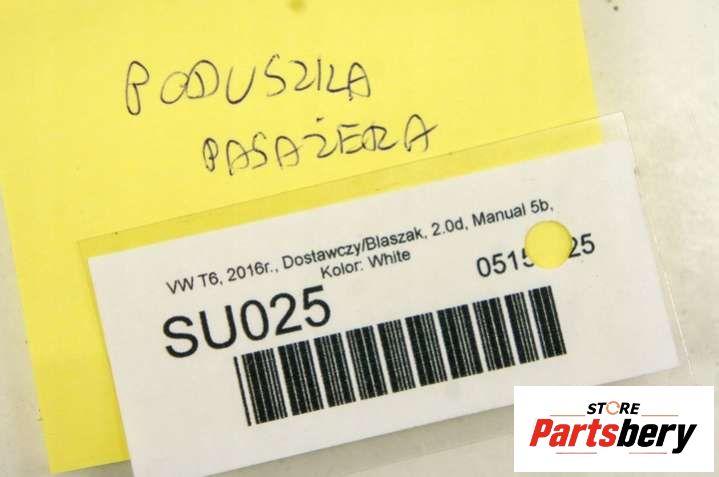 PODUSZKA
PASAŻERA
VW T6, 2016r., Dostawczy/Blaszak, 2.0d, Manual 5b,
Kolor: White
SU025
STORE
Partsbery